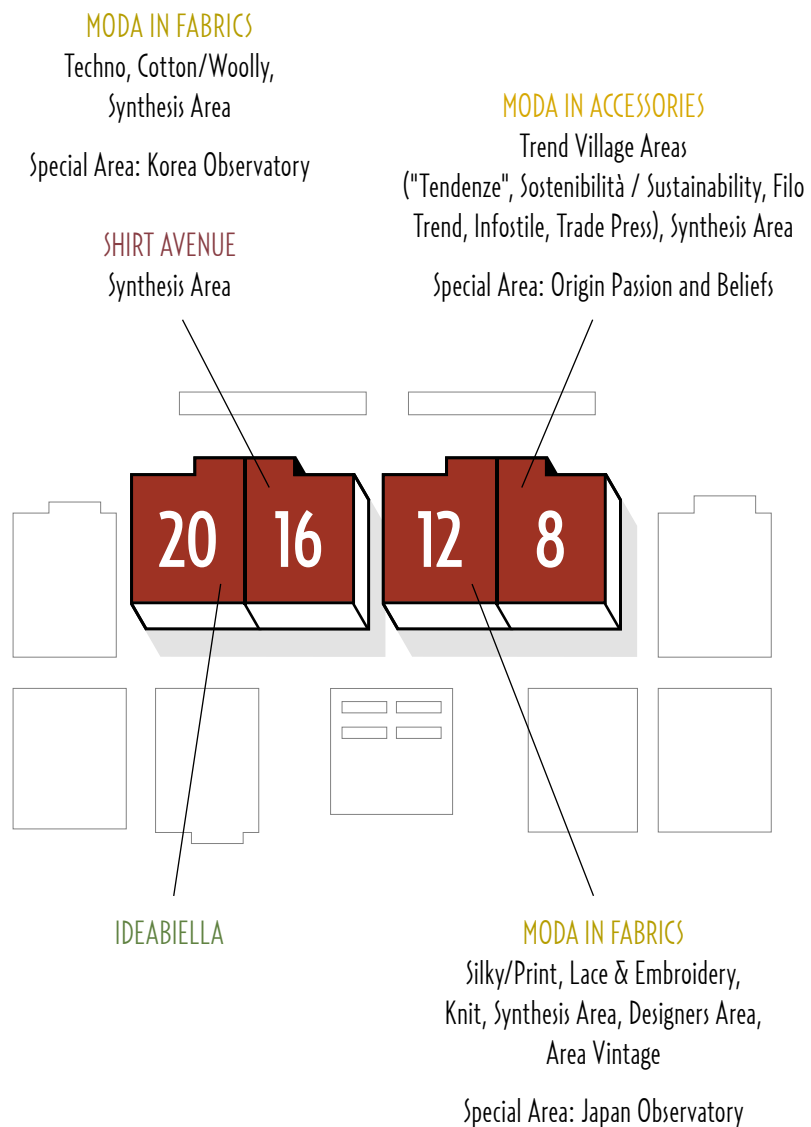 MODA IN FABRICS
Techno, Cotton/Woolly,
Synthesis Area
Special Area: Korea Observatory
SHIRT AVENUE
Synthesis Area
MODA IN ACCESSORIES
Trend Village Areas
("Tendenze", Sostenibilità / Sustainability, Filo
Trend, Infostile, Trade Press), Synthesis Area
Special Area: Origin Passion and Beliefs
20
16
12
8
IDEABIELLA
MODA IN FABRICS
Silky/Print, Lace & Embroidery,
Knit, Synthesis Area, Designers Area,
Area Vintage
Special Area: Japan Observatory